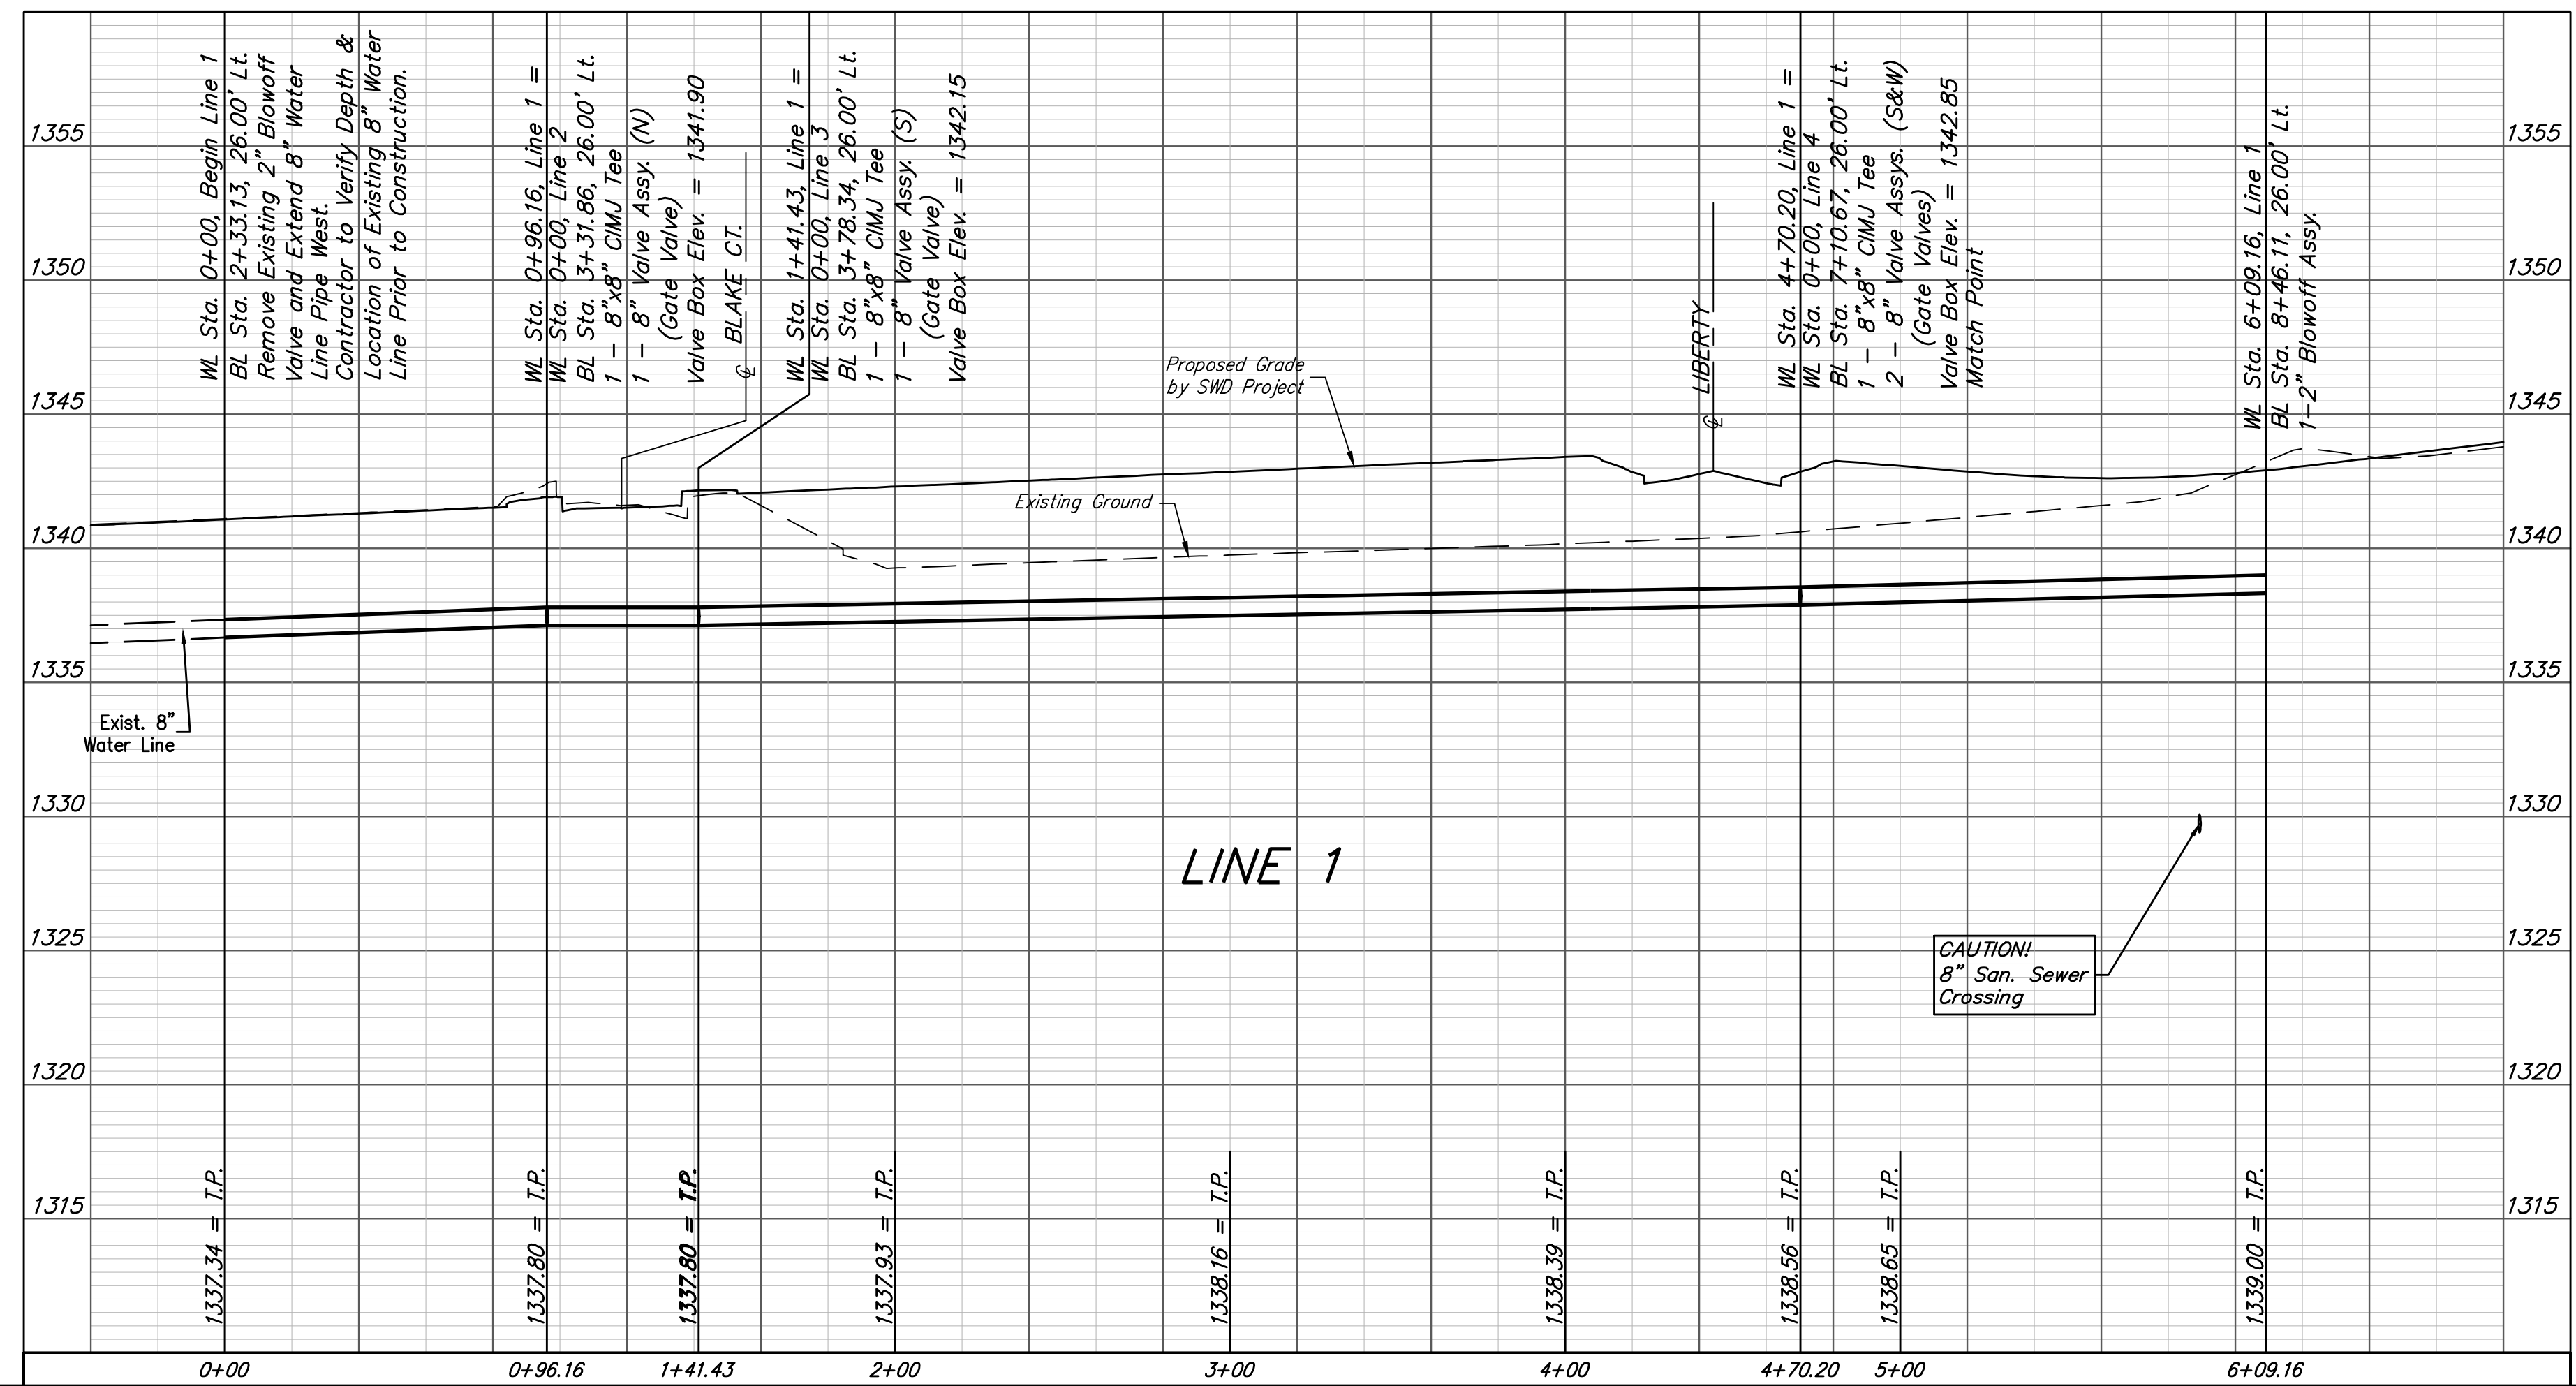 WL Sta. 0+00, Begin Line 1
BL Sta. 2+33.13, 26.00' Lt.
Remove Existing 2" Blowoff
Valve and Extend 8" Water
Line Pipe West.
Contractor to Verify Depth &
Location of Existing 8" Water
Line Prior to Construction.
WL Sta. 0+96.16, Line 1 =
WL Sta. 0+00, Line 2
BL Sta. 3+31.86, 26.00' Lt.
1 - 8"x8" CIMJ Tee
1 - 8" Valve Assy. (N)
(Gate Valve)
Valve Box Elev. = 1341.90
℄ BLAKE CT.
WL Sta. 1+41.43, Line 1 =
WL Sta. 0+00, Line 3
BL Sta. 3+78.34, 26.00' Lt.
1 - 8"x8" CIMJ Tee
1 - 8" Valve Assy. (S)
(Gate Valve)
Valve Box Elev. = 1342.15
℄ LIBERTY
WL Sta. 4+70.20, Line 1 =
WL Sta. 0+00, Line 4
BL Sta. 7+10.67, 26.00' Lt.
1 - 8"x8" CIMJ Tee
2 - 8" Valve Assys. (S&W)
(Gate Valves)
Valve Box Elev. = 1342.85
Match Point
WL Sta. 6+09.16, Line 1
BL Sta. 8+46.11, 26.00' Lt.
1-2" Blowoff Assy.
1355
1355
1350
1350
1345
1345
1340
1340
1335
1335
1330
1330
1325
1325
1320
1320
1315
1315
Proposed Grade
by SWD Project
Existing Ground
Exist. 8"
Water Line
LINE 1
CAUTION!
8" San. Sewer
Crossing
1337.34 = T.P.
1337.80 = T.P.
1337.80 = T.P.
1337.93 = T.P.
1338.16 = T.P.
1338.39 = T.P.
1338.56 = T.P.
1338.65 = T.P.
1339.00 = T.P.
0+00
0+96.16
1+41.43
2+00
3+00
4+00
4+70.20
5+00
6+09.16